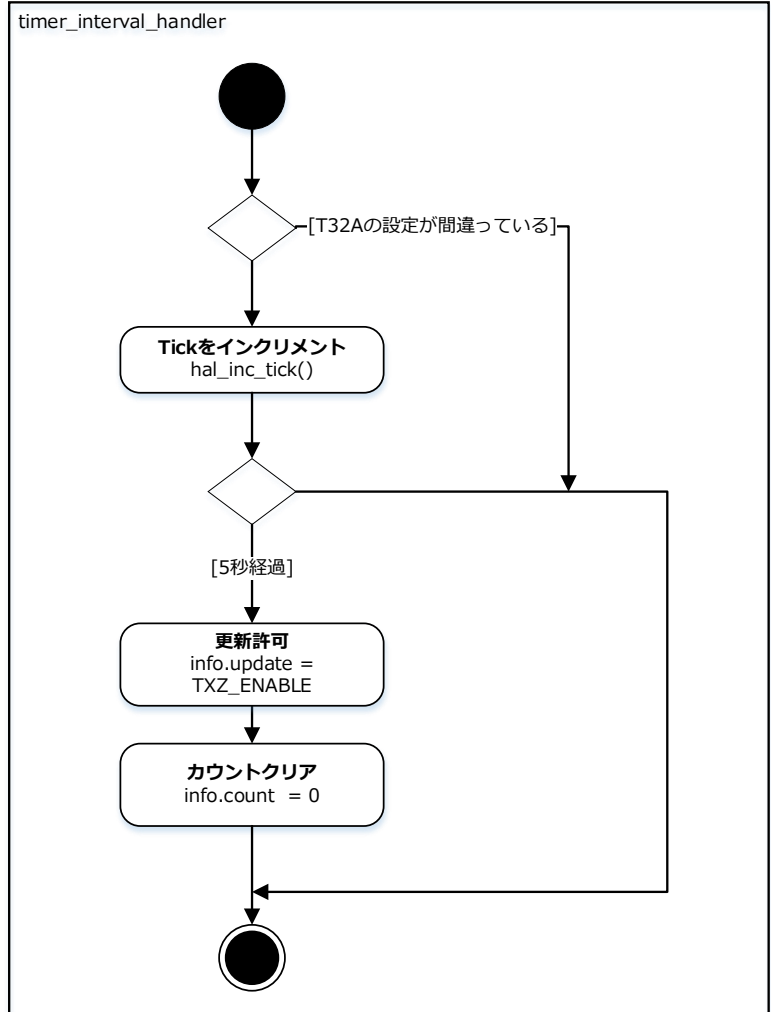 timer_interval_handler
[T32Aの設定が間違っている]
Tickをインクリメント
hal_inc_tick()
[5秒経過]
更新許可
info.update =
TXZ_ENABLE
カウントクリア
info.count  = 0